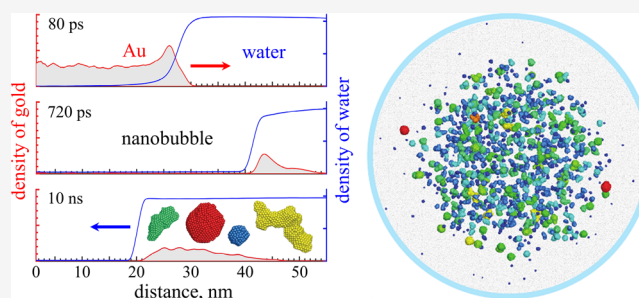 80 ps
Au
water
720 ps
nanobubble
10 ns
density of gold
density of water
0 10 20 30 40 50
distance, nm